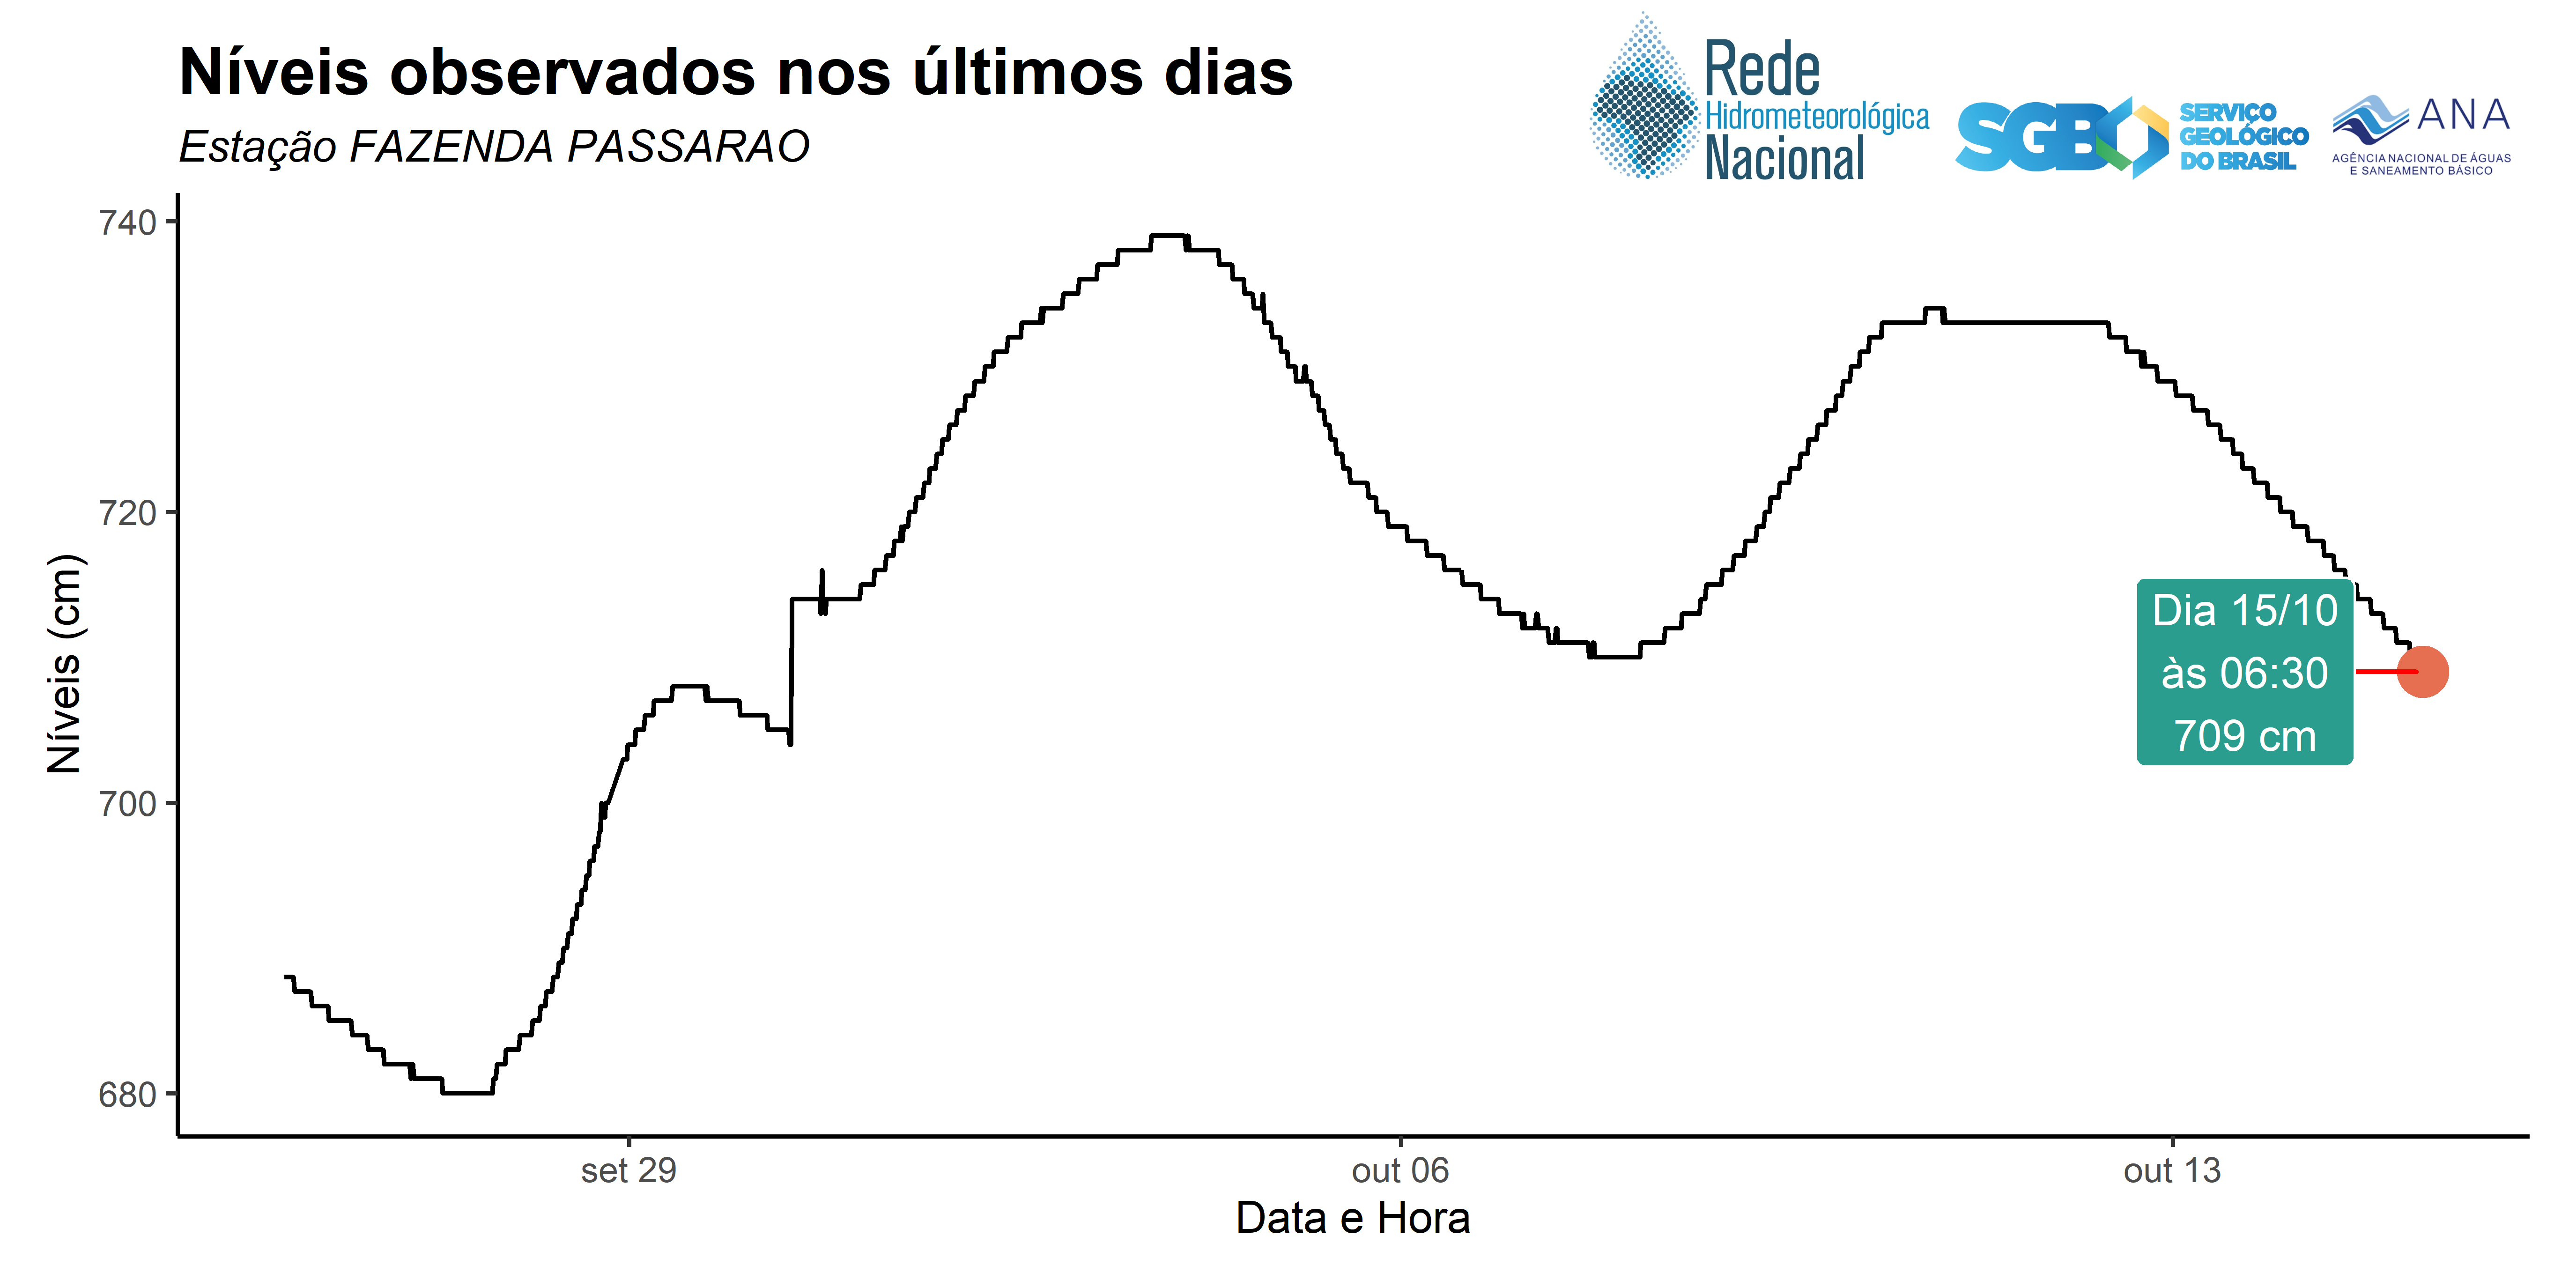 Níveis observados nos últimos dias
Estação FAZENDA PASSARAO
Rede
Hidrometeorológica
Nacional
SGB
SERVIÇO
GEOLÓGICO
DO BRASIL
ANA
AGÊNCIA NACIONAL DE ÁGUAS
E SANEAMENTO BÁSICO
Níveis (cm)
740
720
700
680
Dia 15/10
às 06:30
709 cm
set 29
out 06
out 13
Data e Hora